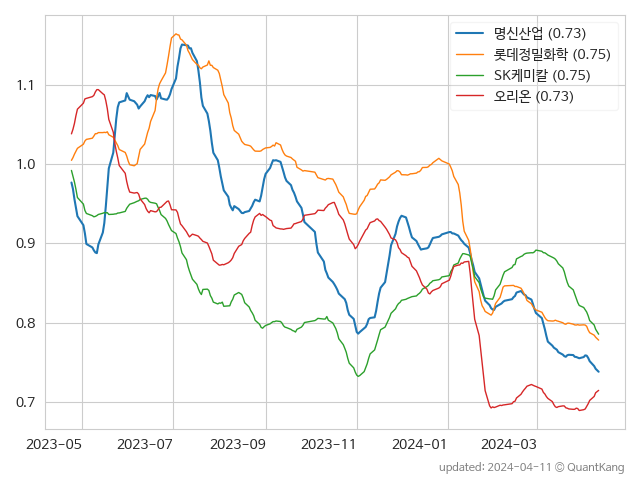 명신산업 (0.73)
롯데정밀화학 (0.75)
SK케미칼 (0.75)
오리온 (0.73)
1.1
1.0
0.9
0.8
0.7
2023-05 2023-07 2023-09 2023-11 2024-01 2024-03
updated: 2024-04-11 © QuantKang